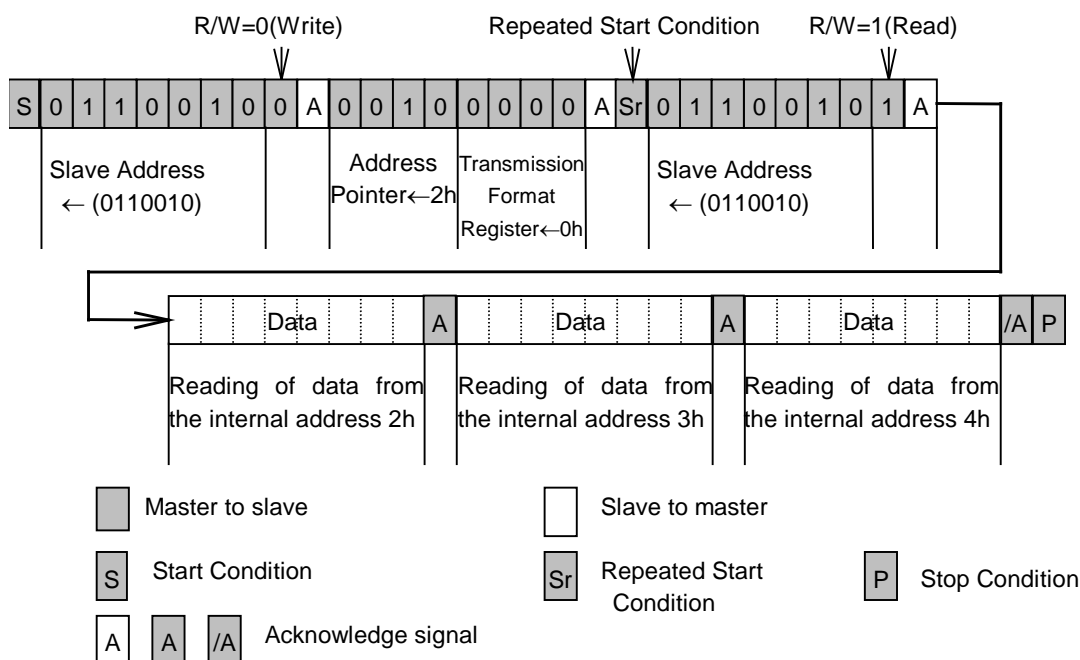 R/W=0(Write) Repeated Start Condition R/W=1(Read)
S 0 1 1 0 0 1 0 0 A 0 0 1 0 0 0 0 0 A Sr 0 1 1 0 0 1 0 1 A
Slave Address Address Transmission Slave Address
← (0110010) Pointer←2h Format ← (0110010)
Register←0h
Data A Data A Data /A P
Reading of data from Reading of data from Reading of data from
the internal address 2h the internal address 3h the internal address 4h
Master to slave Slave to master
S Start Condition Sr Repeated Start P Stop Condition
Condition
A A /A Acknowledge signal